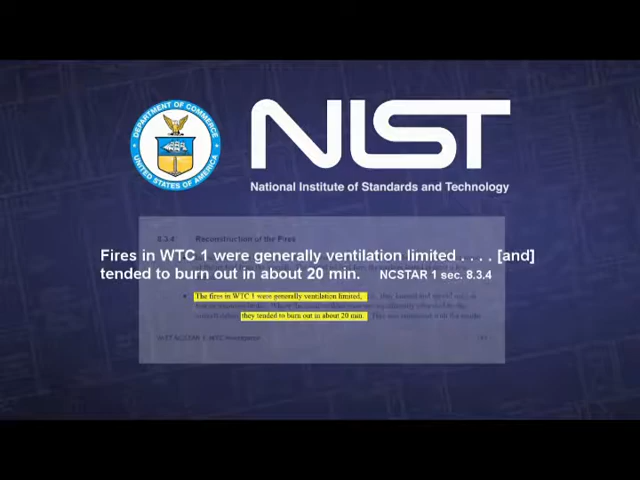 DEPARTMENT OF COMMERCE
UNITED STATES OF AMERICA
NIST
National Institute of Standards and Technology
8.3.4 Reconstruction of the Fires
Fires in WTC 1 were generally ventilation limited . . . . [and]
tended to burn out in about 20 min. NCSTAR 1 sec. 8.3.4
The fires in WTC 1 were generally ventilation limited,
they tended to burn out in about 20 min.